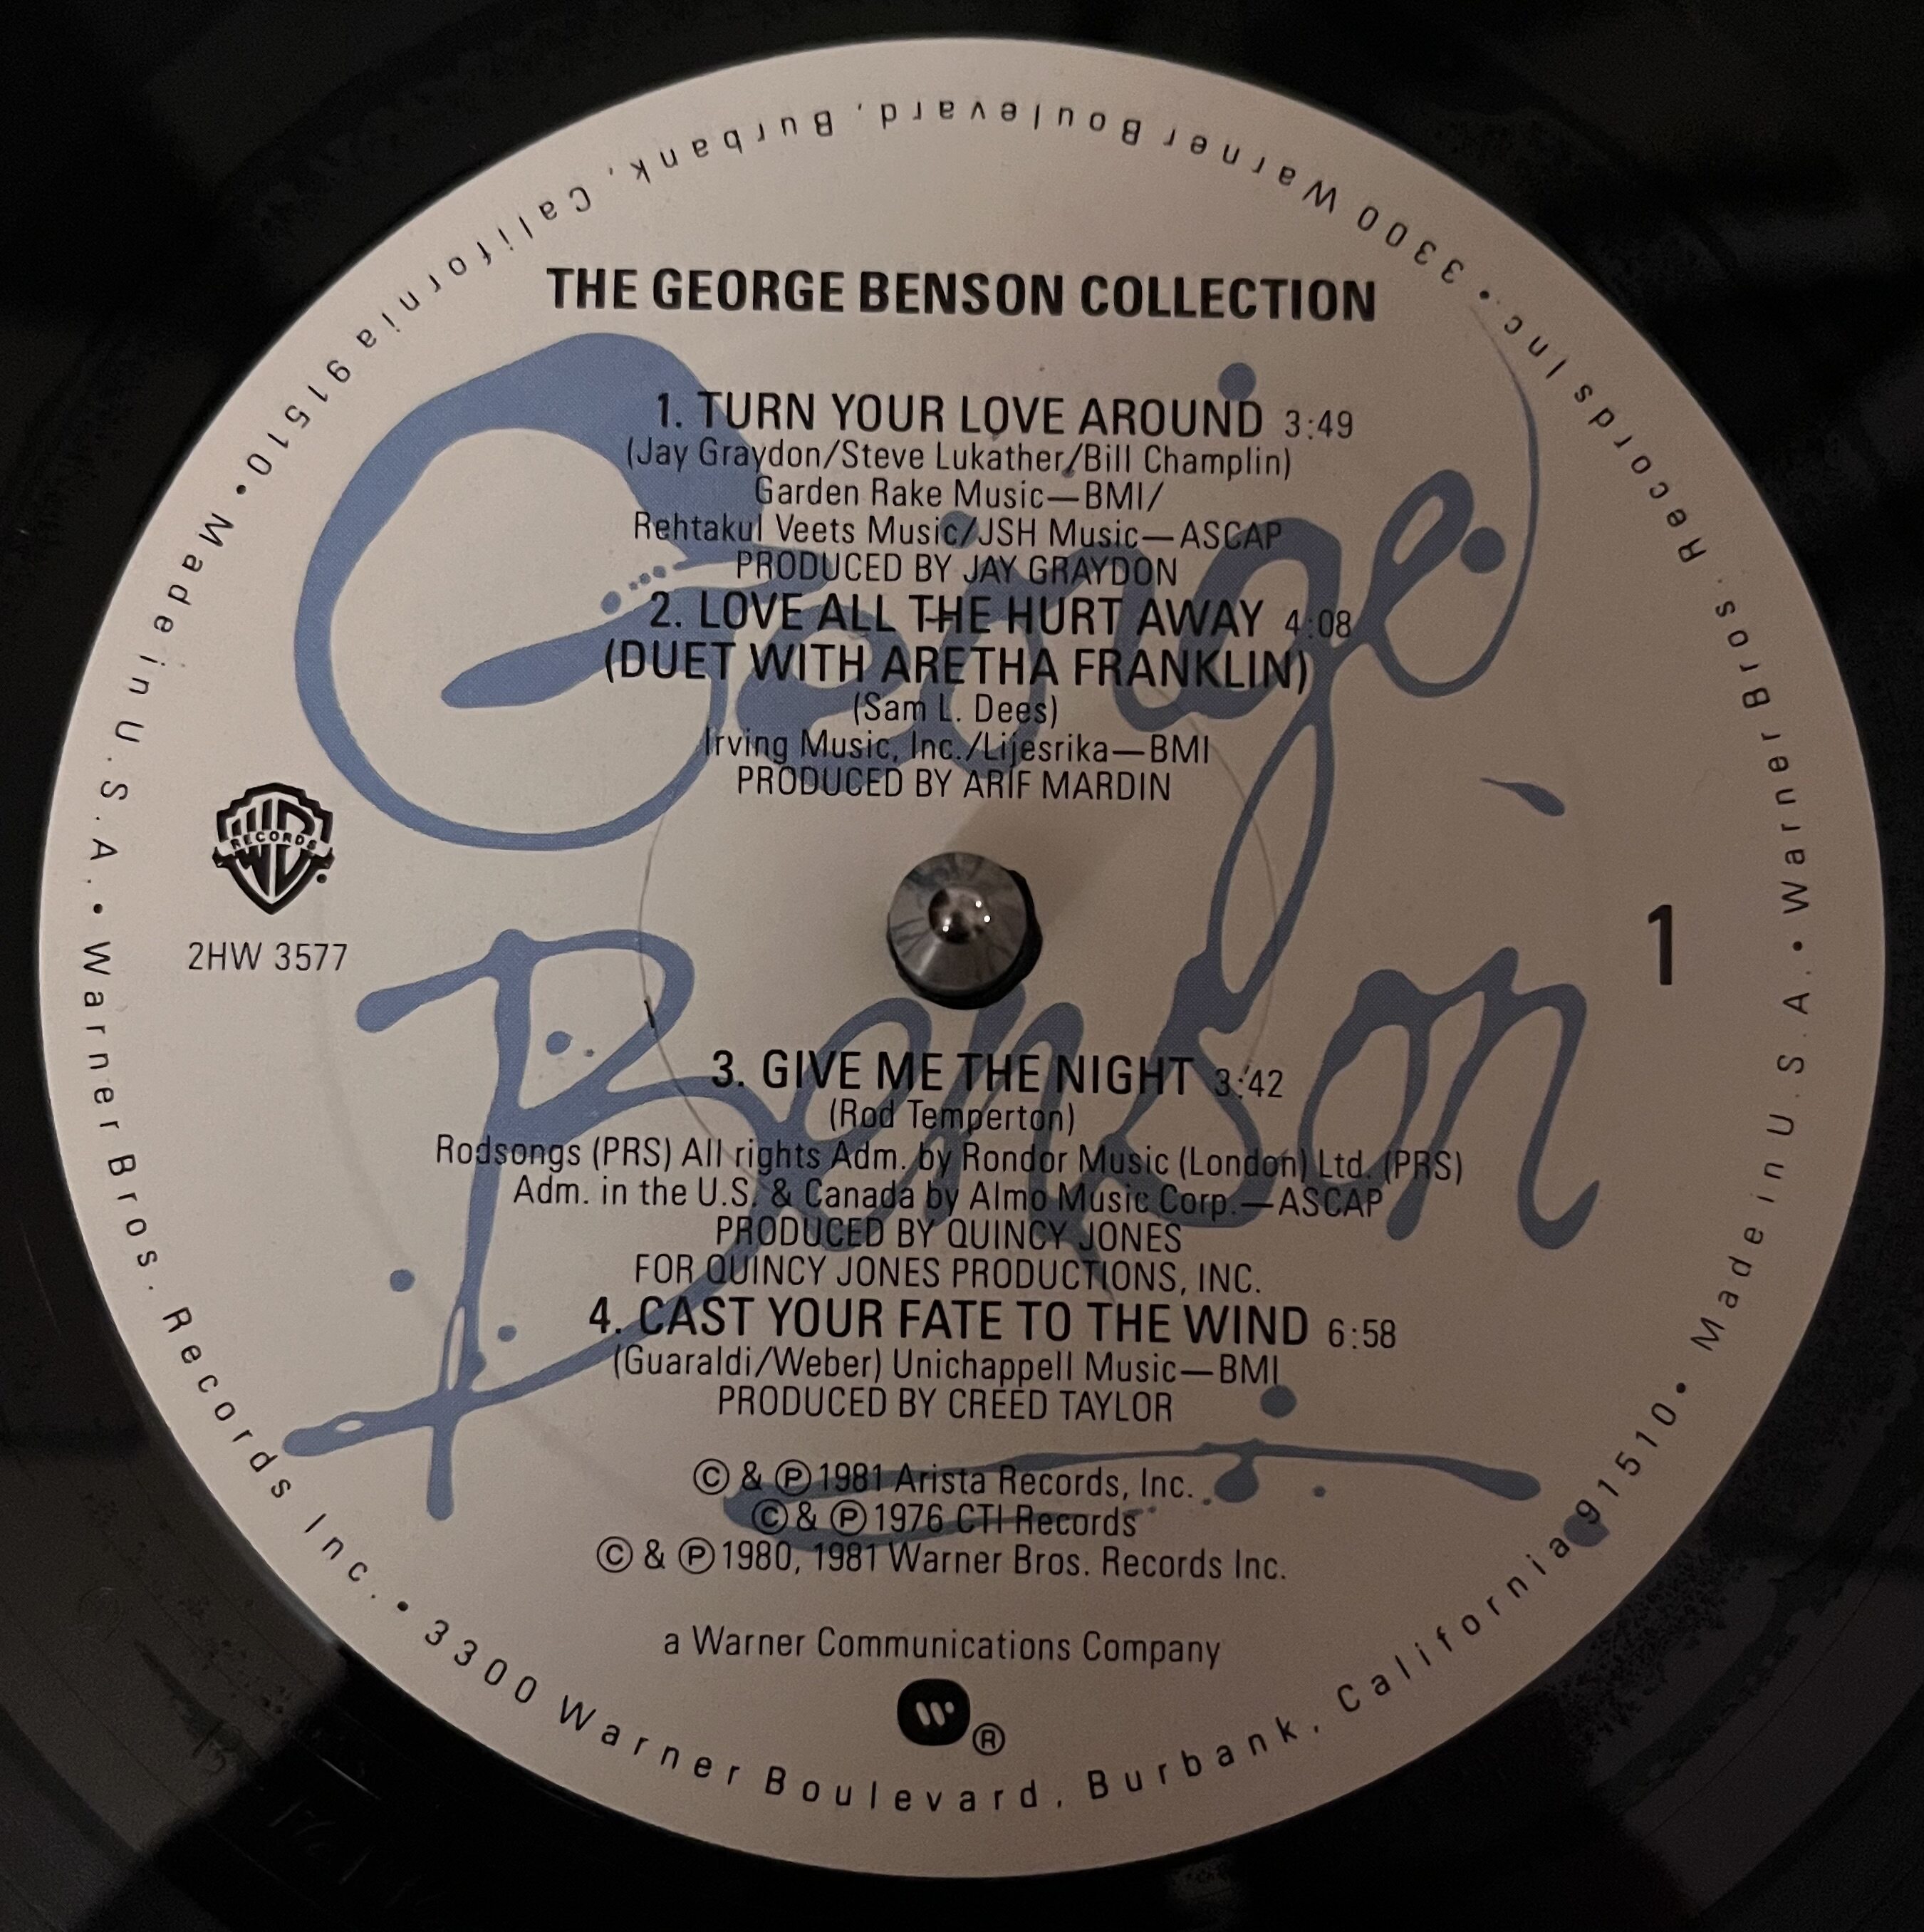 THE GEORGE BENSON COLLECTION
1. TURN YOUR LOVE AROUND 3:49
(Jay Graydon/Steve Lukather/Bill Champlin)
Garden Rake Music—BMI/
Rehtakul Veets Music/JSH Music—ASCAP
PRODUCED BY JAY GRAYDON
2. LOVE ALL THE HURT AWAY 4:08
(DUET WITH ARETHA FRANKLIN)
(Sam L. Dees)
Irving Music, Inc./Lijesrika—BMI
PRODUCED BY ARIF MARDIN
George
Benson
WB RECORDS
2HW 3577
1
3. GIVE ME THE NIGHT 3:42
(Rod Temperton)
Rodsongs (PRS) All rights Adm. by Rondor Music (London) Ltd. (PRS)
Adm. in the U.S. & Canada by Almo Music Corp.—ASCAP
PRODUCED BY QUINCY JONES
FOR QUINCY JONES PRODUCTIONS, INC.
4. CAST YOUR FATE TO THE WIND 6:58
(Guaraldi/Weber) Unichappell Music—BMI
PRODUCED BY CREED TAYLOR
© & Ⓟ 1981 Arista Records, Inc.
© & Ⓟ 1976 CTI Records
© & Ⓟ 1980, 1981 Warner Bros. Records Inc.
a Warner Communications Company
W ®
Warner Bros. Records Inc. • 3300 Warner Boulevard, Burbank, California 91510 • Made in U.S.A. • Warner Bros. Records Inc. • 3300 Warner Boulevard, Burbank, California 91510 • Made in U.S.A. •